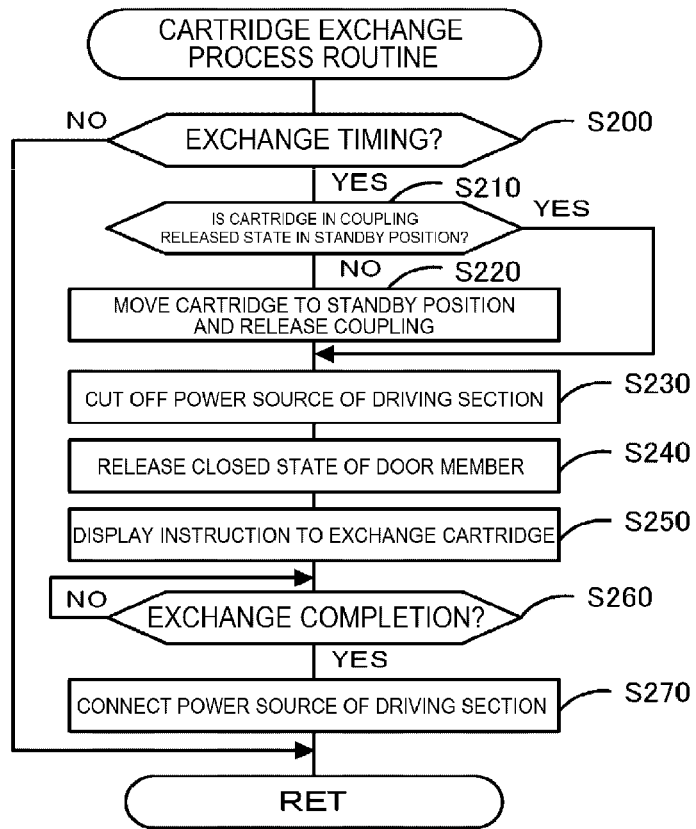 CARTRIDGE EXCHANGE
PROCESS ROUTINE
NO
EXCHANGE TIMING?
S200
YES
S210
IS CARTRIDGE IN COUPLING
RELEASED STATE IN STANDBY POSITION?
YES
NO
S220
MOVE CARTRIDGE TO STANDBY POSITION
AND RELEASE COUPLING
CUT OFF POWER SOURCE OF DRIVING SECTION
S230
RELEASE CLOSED STATE OF DOOR MEMBER
S240
DISPLAY INSTRUCTION TO EXCHANGE CARTRIDGE
S250
NO
EXCHANGE COMPLETION?
S260
YES
CONNECT POWER SOURCE OF DRIVING SECTION
S270
RET